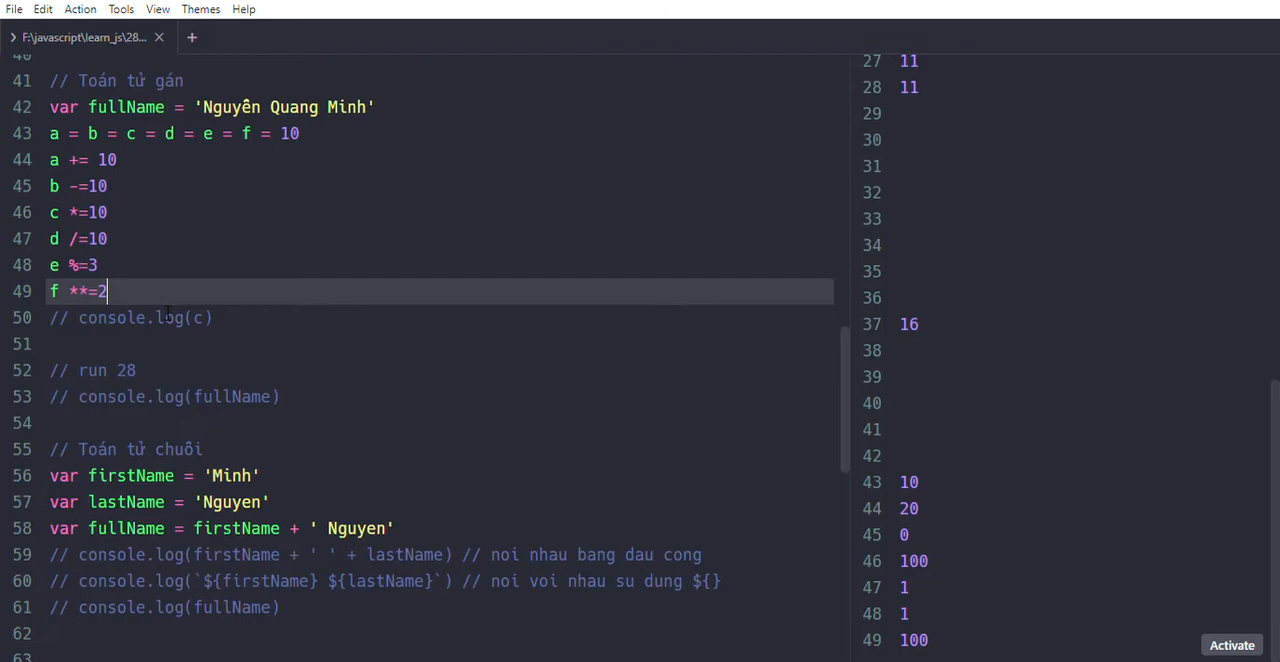 File Edit Action Tools View Themes Help
F:\javascript\learn_js\28...
40
41 // Toán tử gán
42 var fullName = 'Nguyễn Quang Minh'
43 a = b = c = d = e = f = 10
44 a += 10
45 b -=10
46 c *=10
47 d /=10
48 e %=3
49 f **=2
50 // console.log(c)
51
52 // run 28
53 // console.log(fullName)
54
55 // Toán tử chuỗi
56 var firstName = 'Minh'
57 var lastName = 'Nguyen'
58 var fullName = firstName + ' Nguyen'
59 // console.log(firstName + ' ' + lastName) // noi nhau bang dau cong
60 // console.log(`${firstName} ${lastName}`) // noi voi nhau su dung ${}
61 // console.log(fullName)
62
63
27 11
28 11
29
30
31
32
33
34
35
36
37 16
38
39
40
41
42
43 10
44 20
45 0
46 100
47 1
48 1
49 100
Activate